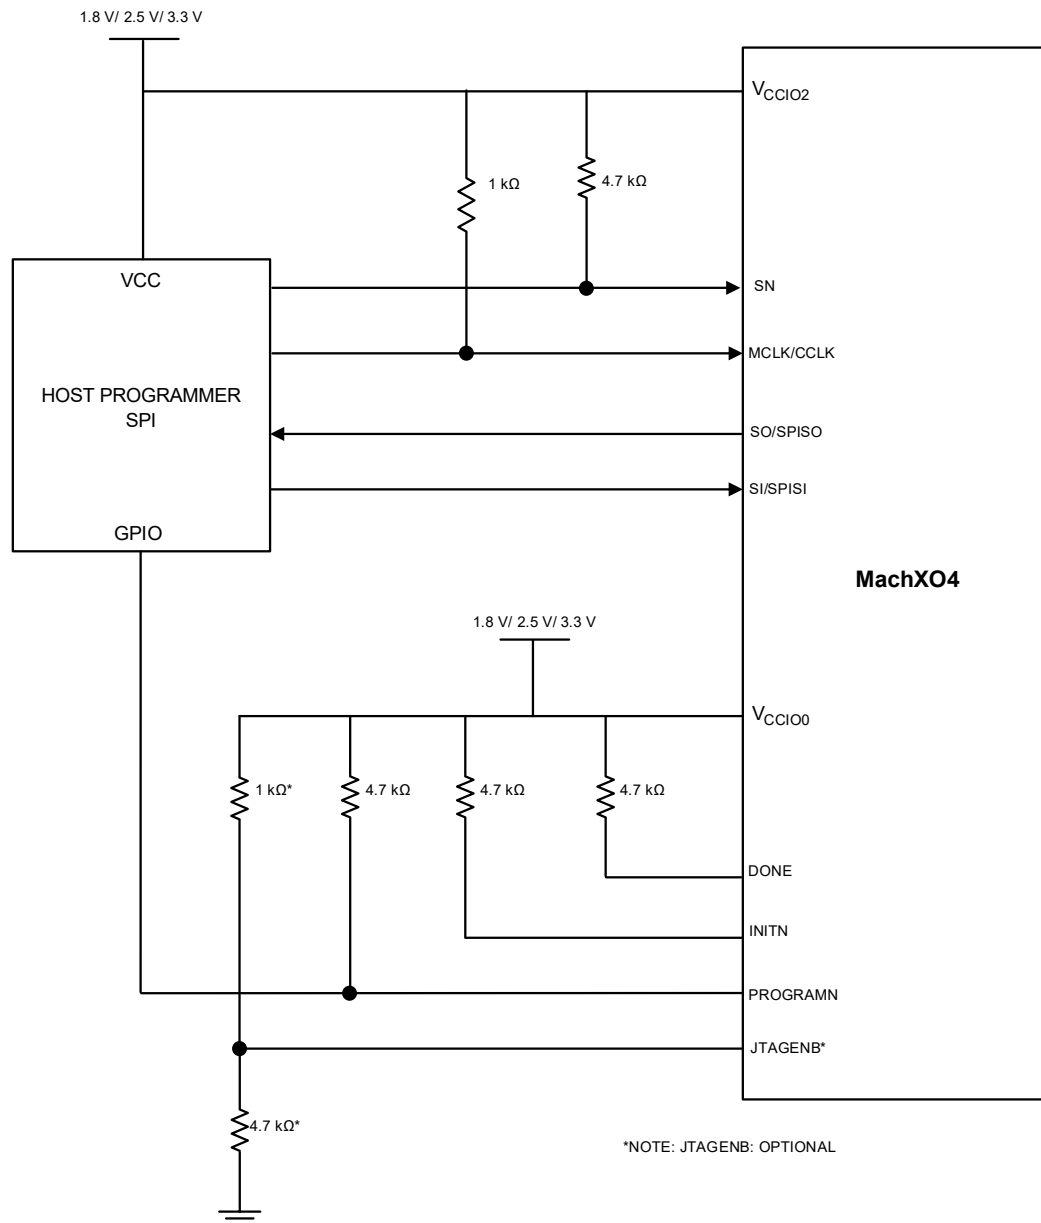 1.8 V/ 2.5 V/ 3.3 V
VCCIO2
1 kΩ
4.7 kΩ
VCC
SN
MCLK/CCLK
HOST PROGRAMMER
SPI
SO/SPISO
SI/SPISI
GPIO
MachXO4
1.8 V/ 2.5 V/ 3.3 V
VCCIO0
1 kΩ*
4.7 kΩ
4.7 kΩ
4.7 kΩ
DONE
INITN
PROGRAMN
JTAGENB*
4.7 kΩ*
*NOTE: JTAGENB: OPTIONAL